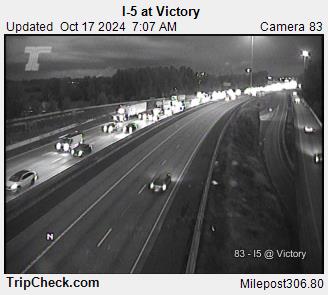 I-5 at Victory
Updated Oct 17 2024 7:07 AM Camera 83
T
N
83 - I5 @ Victory
TripCheck.com Milepost306.80